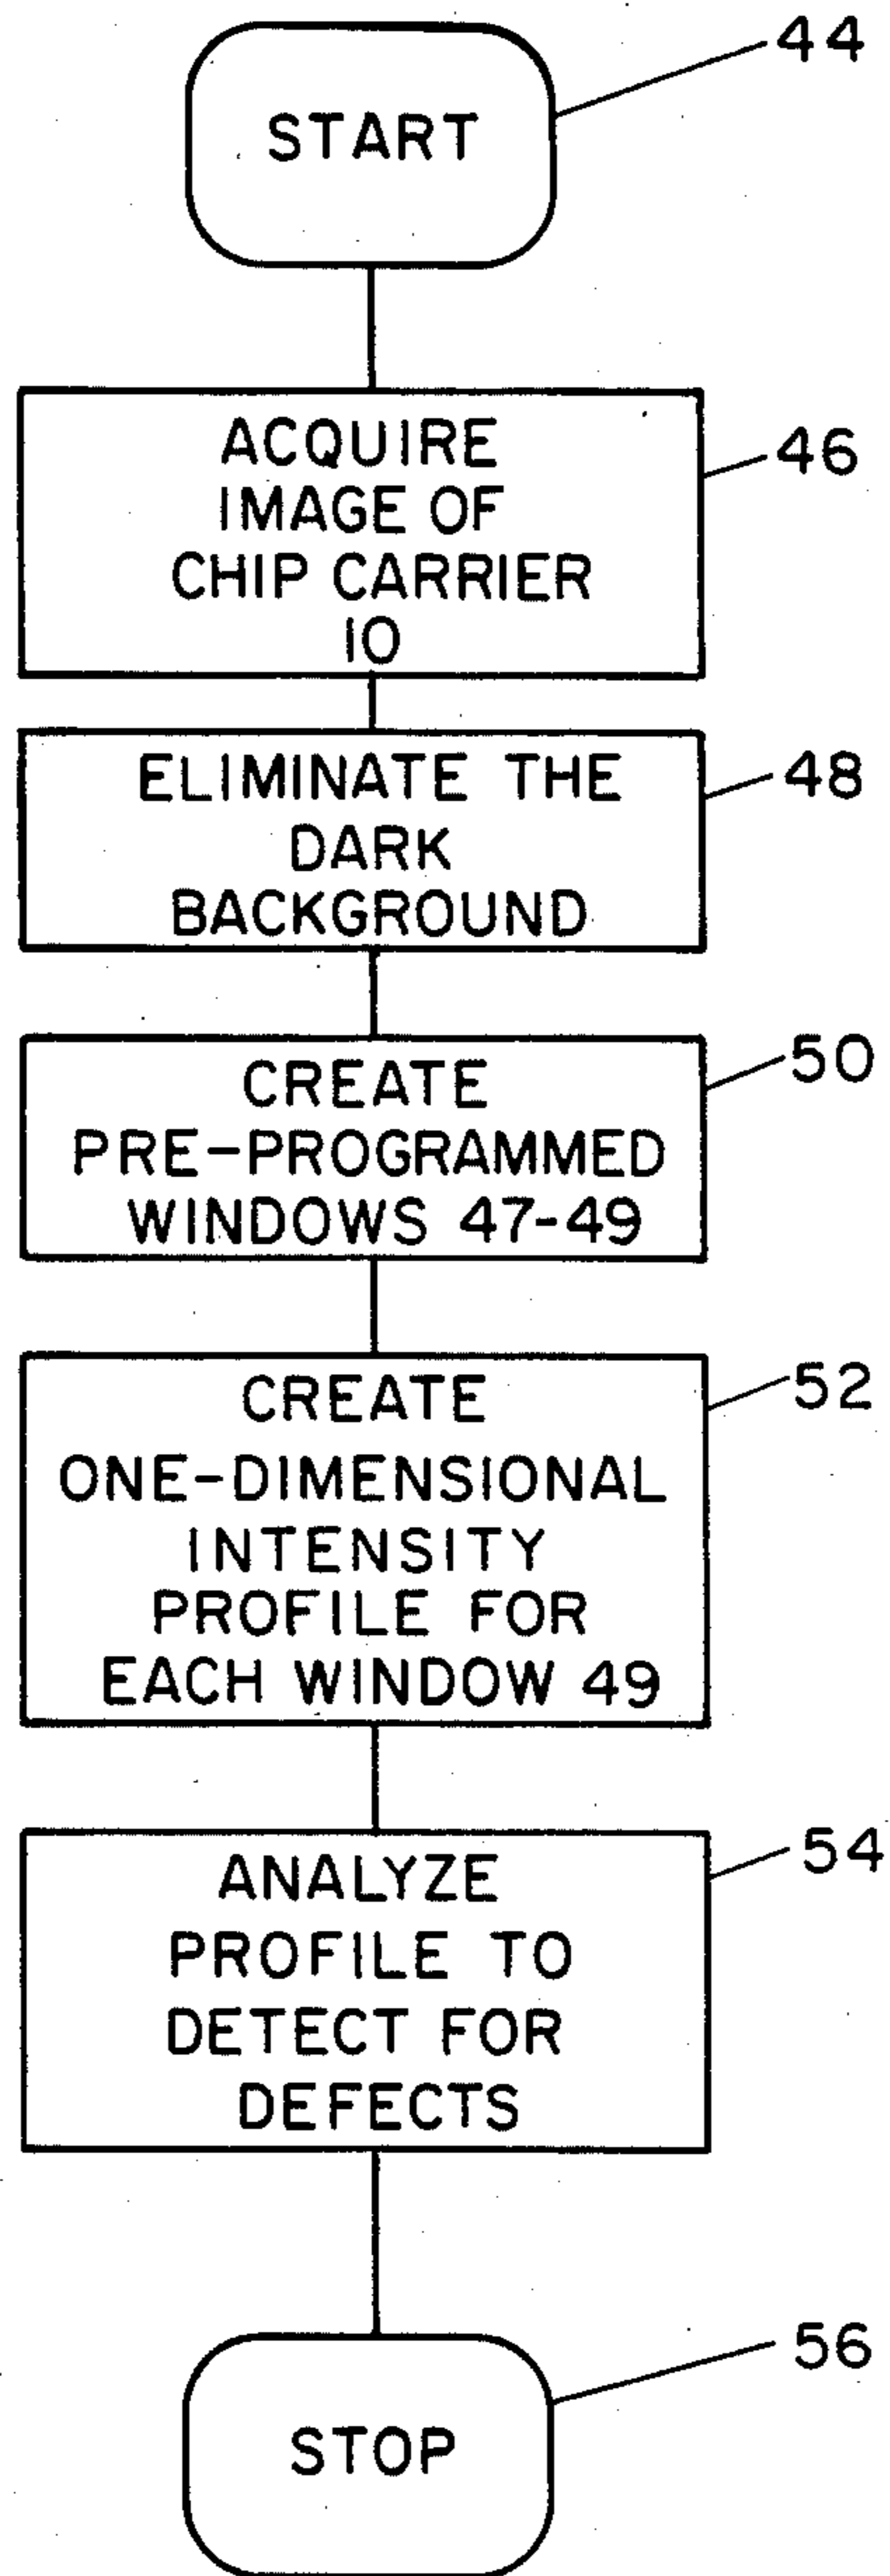 START
44
ACQUIRE
IMAGE OF
CHIP CARRIER
10
46
ELIMINATE THE
DARK
BACKGROUND
48
CREATE
PRE-PROGRAMMED
WINDOWS 47-49
50
CREATE
ONE-DIMENSIONAL
INTENSITY
PROFILE FOR
EACH WINDOW 49
52
ANALYZE
PROFILE TO
DETECT FOR
DEFECTS
54
STOP
56